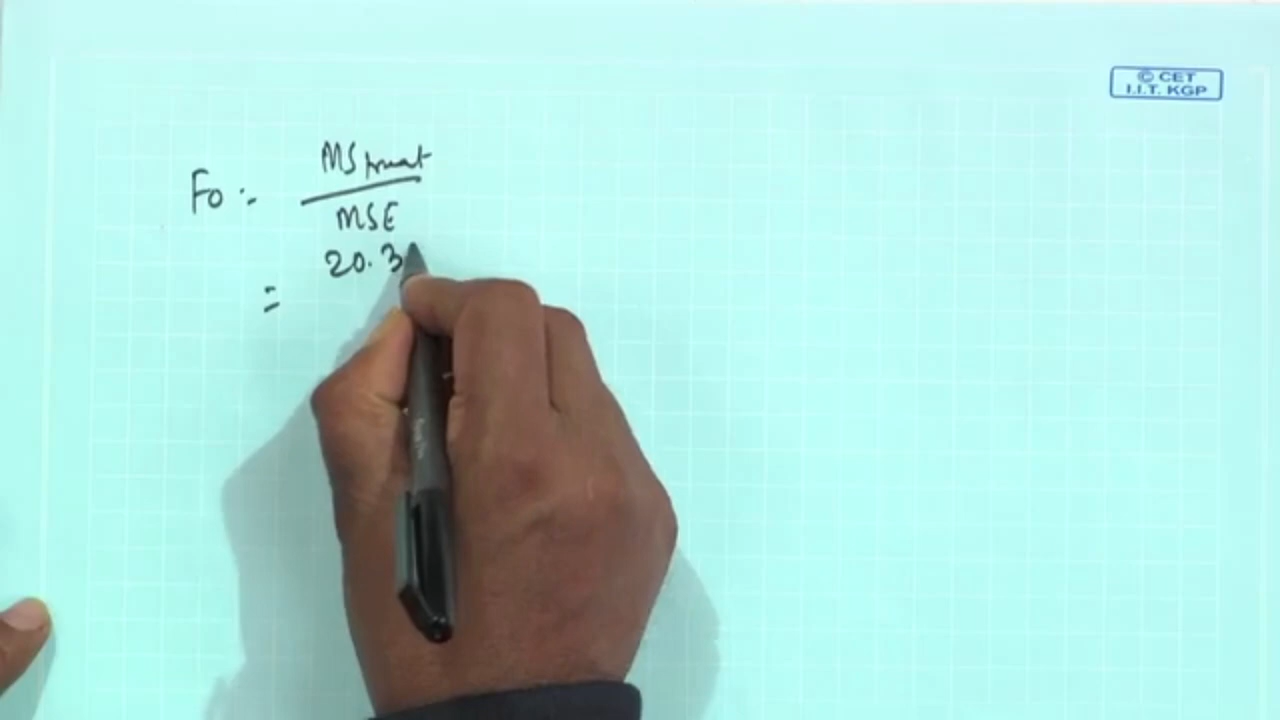 © CET
I.I.T. KGP
MS treat
Fo :-
MSE
20.3
=